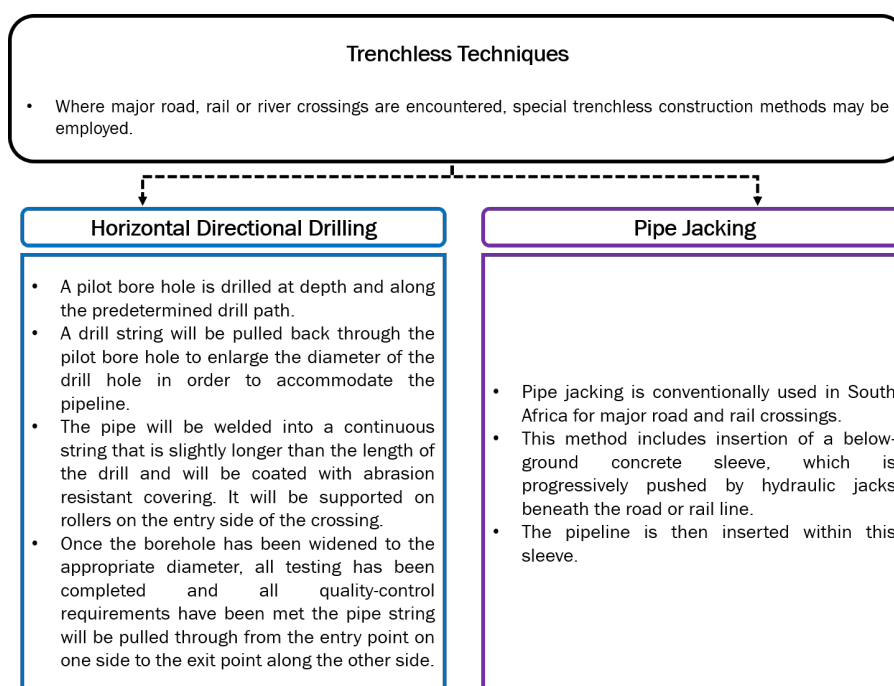 Trenchless Techniques
• Where major road, rail or river crossings are encountered, special trenchless construction methods may be
employed.
Horizontal Directional Drilling
• A pilot bore hole is drilled at depth and along
the predetermined drill path.
• A drill string will be pulled back through the
pilot bore hole to enlarge the diameter of the
drill hole in order to accommodate the
pipeline.
• The pipe will be welded into a continuous
string that is slightly longer than the length of
the drill and will be coated with abrasion
resistant covering. It will be supported on
rollers on the entry side of the crossing.
• Once the borehole has been widened to the
appropriate diameter, all testing has been
completed and all quality-control
requirements have been met the pipe string
will be pulled through from the entry point on
one side to the exit point along the other side.
Pipe Jacking
• Pipe jacking is conventionally used in South
Africa for major road and rail crossings.
• This method includes insertion of a below-
ground concrete sleeve, which is
progressively pushed by hydraulic jacks
beneath the road or rail line.
• The pipeline is then inserted within this
sleeve.